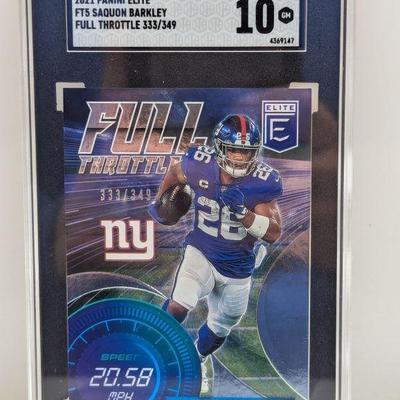 2021 PANINI ELITE
FT5 SAQUON BARKLEY
FULL THROTTLE 333/349
10 GM
4369147
FULL
THROTTLE
ELITE
E
333/349
26
C
26
ny
SPEED
20.58
MPH